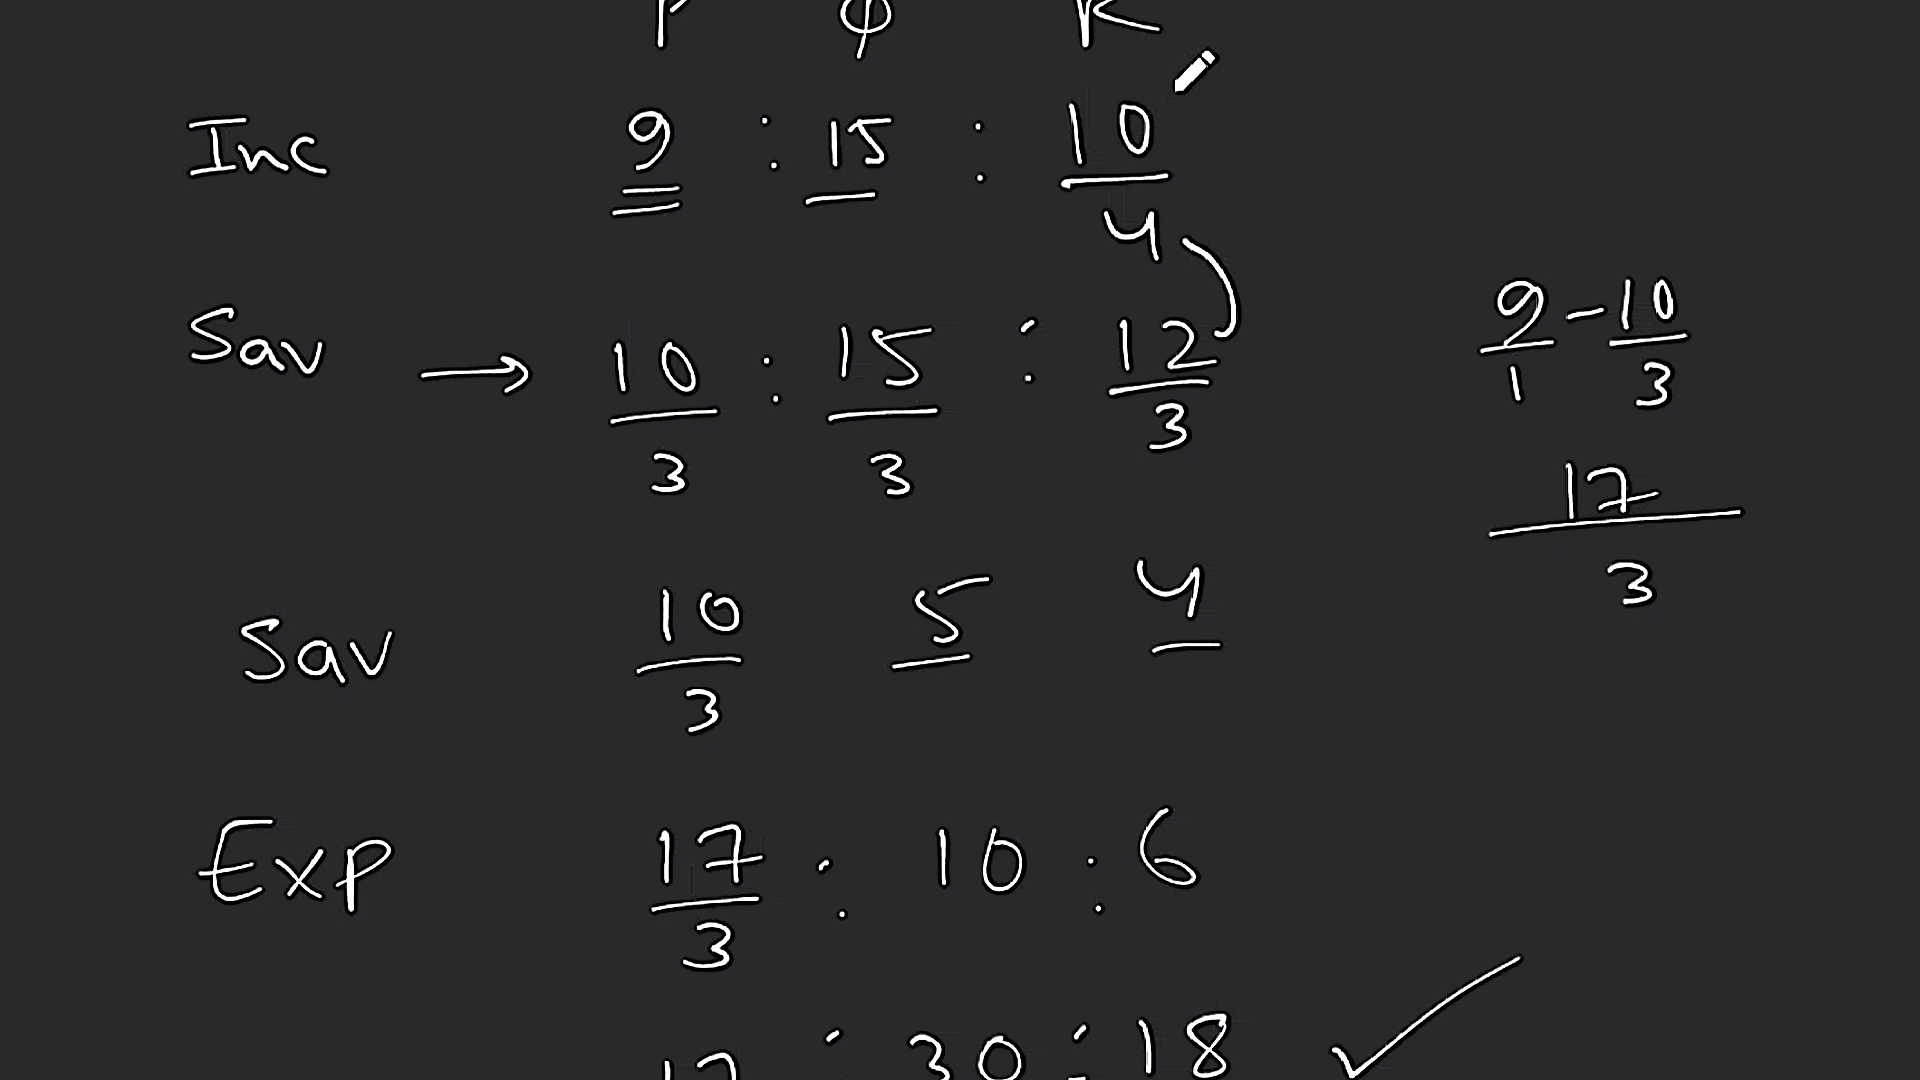 P Q R
Inc 9 : 15 : 10
4
Sav → 10/3 : 15/3 : 12/3
9/1 - 10/3
17/3
Sav 10/3 5 4
Exp 17/3 : 10 : 6
17 : 30 : 18 ✓